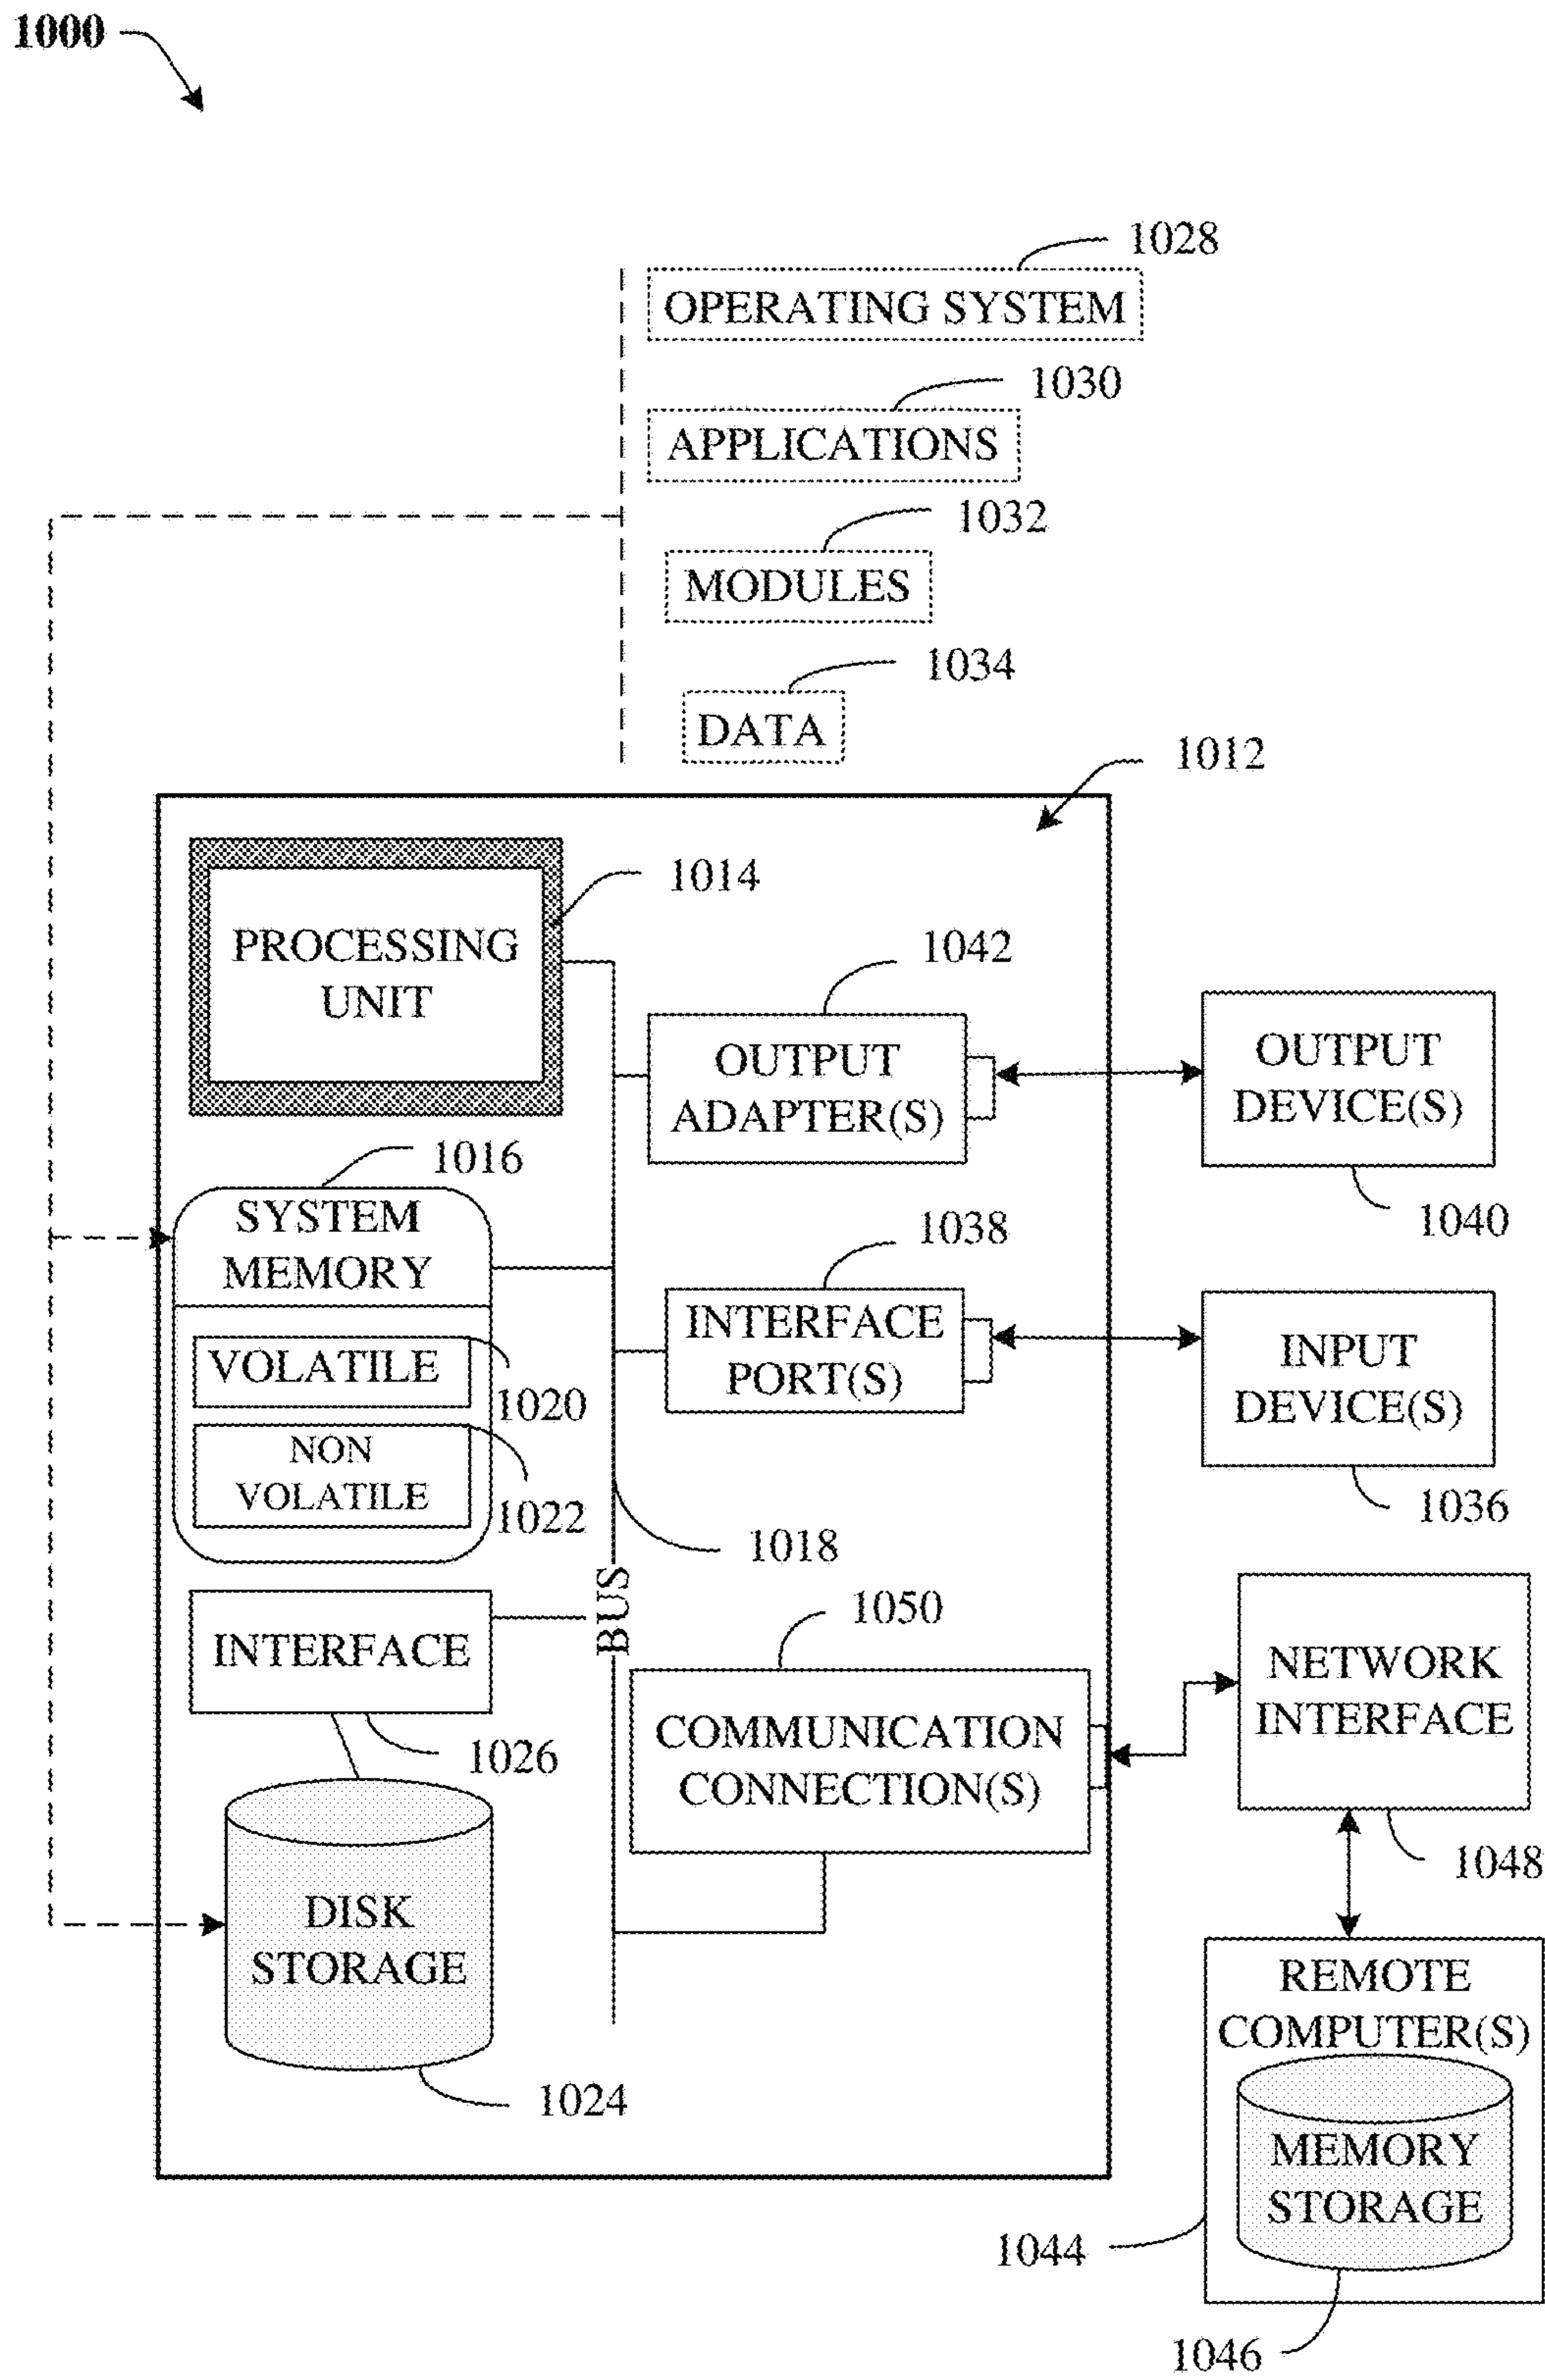 1000
1028
OPERATING SYSTEM
1030
APPLICATIONS
1032
MODULES
1034
DATA
1012
PROCESSING
UNIT
1014
1042
OUTPUT
ADAPTER(S)
OUTPUT
DEVICE(S)
1040
1016
SYSTEM
MEMORY
VOLATILE
1020
NON
VOLATILE
1022
1038
INTERFACE
PORT(S)
INPUT
DEVICE(S)
1036
1018
BUS
INTERFACE
1026
1050
COMMUNICATION
CONNECTION(S)
NETWORK
INTERFACE
1048
DISK
STORAGE
1024
REMOTE
COMPUTER(S)
MEMORY
STORAGE
1044
1046